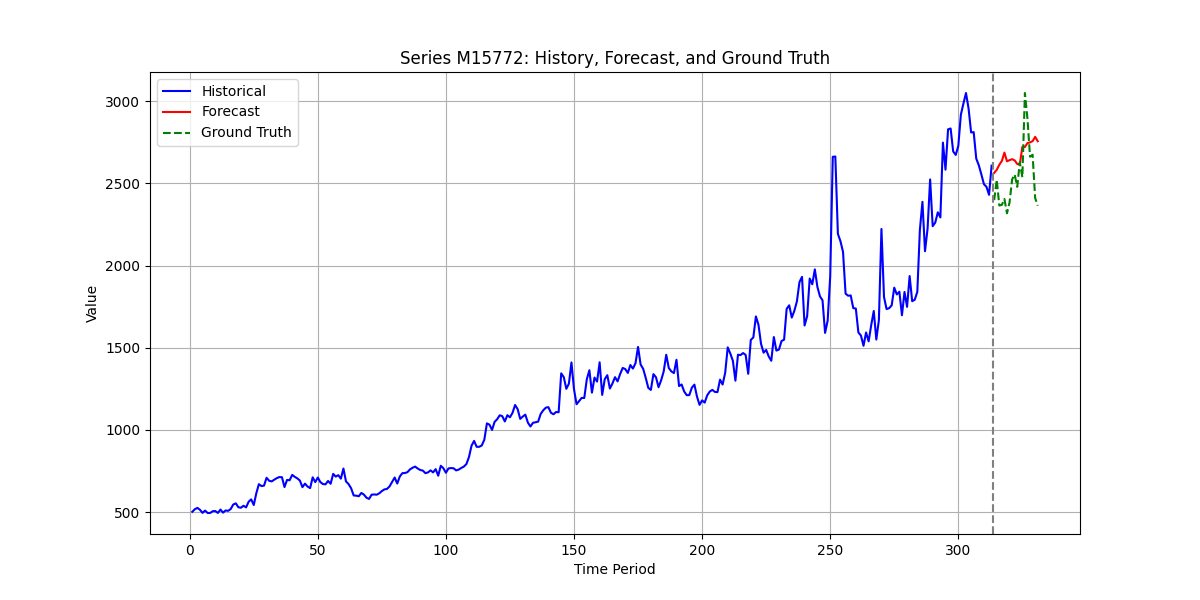 Series M15772: History, Forecast, and Ground Truth
Historical
Forecast
Ground Truth
Value
3000
2500
2000
1500
1000
500
0 50 100 150 200 250 300
Time Period